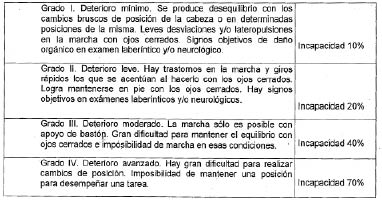 Grado I. Deterioro mínimo. Se produce desequilibrio con los
cambios bruscos de posición de la cabeza o en determinadas
posiciones de la misma. Leves desviaciones y/o lateropulsiones
en la marcha con ojos cerrados. Signos objetivos de daño
orgánico en examen laberíntico y/o neurológico.
Incapacidad 10%
Grado II. Deterioro leve. Hay trastornos en la marcha y giros
rápidos los que se acentúan al hacerlo con los ojos cerrados.
Logra mantenerse en pie con los ojos cerrados. Hay signos
objetivos en exámenes laberínticos y/o neurológicos.
Incapacidad 20%
Grado III. Deterioro moderado. La marcha sólo es posible con
apoyo de bastón. Gran dificultad para mantener el equilibrio con
ojos cerrados e imposibilidad de marcha en esas condiciones.
Incapacidad 40%
Grado IV. Deterioro avanzado. Hay gran dificultad para realizar
cambios de posición. Imposibilidad de mantener una posición
para desempeñar una tarea.
Incapacidad 70%